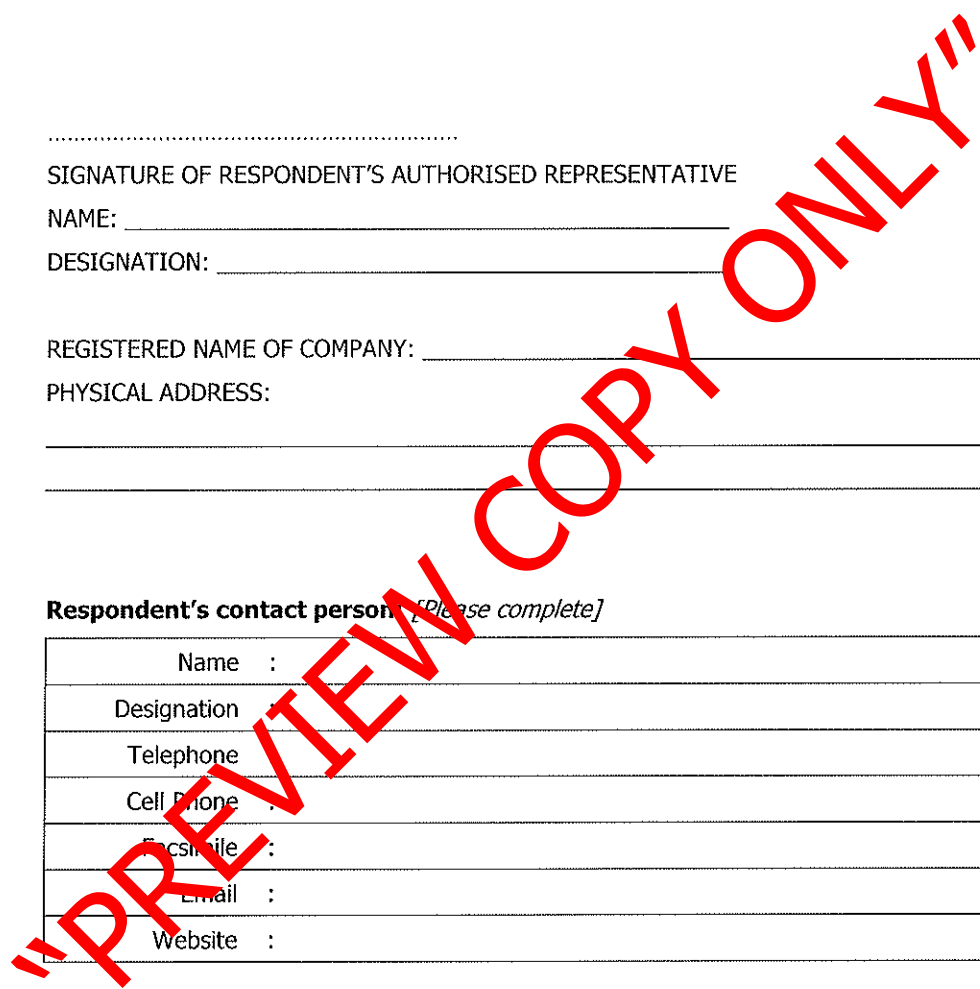 ........................................................
SIGNATURE OF RESPONDENT'S AUTHORISED REPRESENTATIVE
NAME:
DESIGNATION:
REGISTERED NAME OF COMPANY:
PHYSICAL ADDRESS:
Respondent's contact person: [Please complete]
Name :
Designation :
Telephone
Cell Phone :
Facsimile :
Email :
Website :
"PREVIEW COPY ONLY"